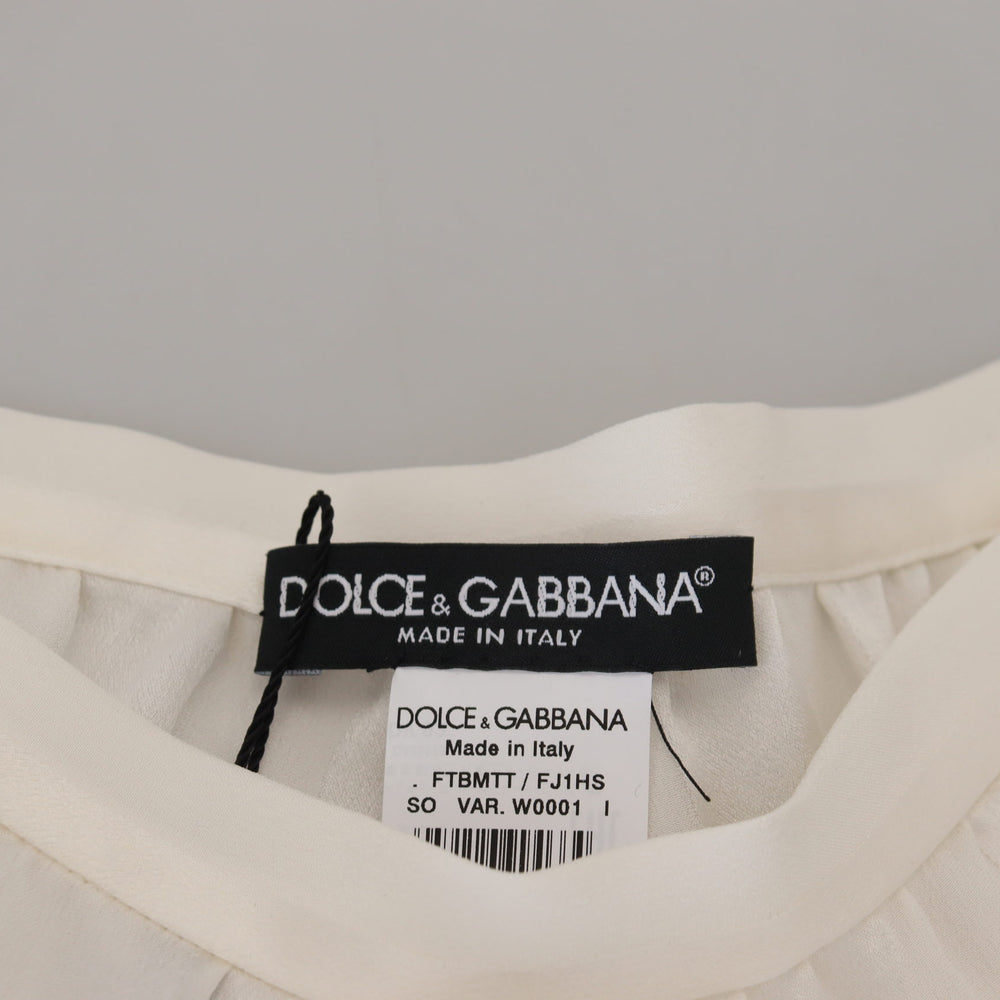 DOLCE & GABBANA®
MADE IN ITALY
DOLCE & GABBANA
Made in Italy
. FTBMTT / FJ1HS
SO VAR. W0001 I